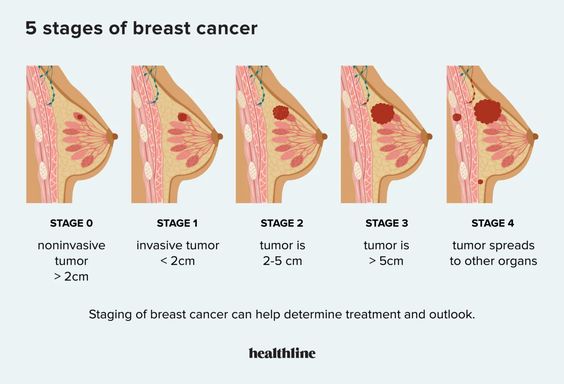 5 stages of breast cancer
STAGE 0
noninvasive
tumor
> 2cm
STAGE 1
invasive tumor
< 2cm
STAGE 2
tumor is
2-5 cm
STAGE 3
tumor is
> 5cm
STAGE 4
tumor spreads
to other organs
Staging of breast cancer can help determine treatment and outlook.
healthline